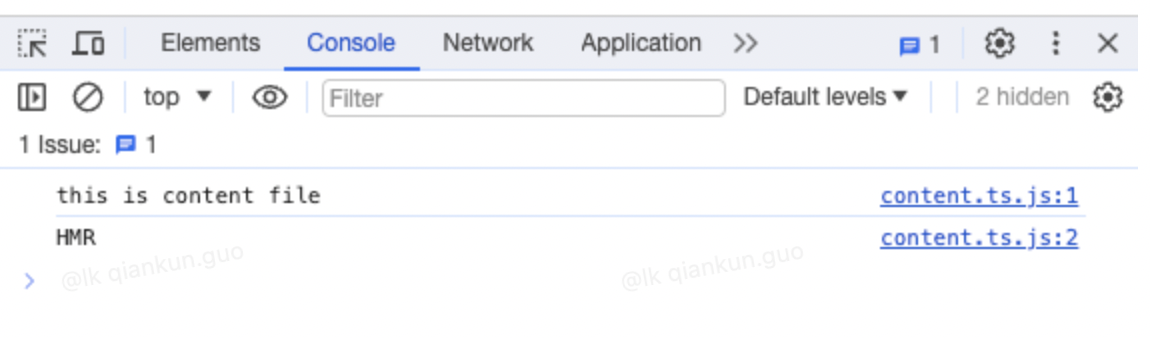 Elements Console Network Application 1
top Filter Default levels 2 hidden
1 Issue: 1
this is content file content.ts.js:1
HMR content.ts.js:2
@lk qiankun.guo @lk qiankun.guo